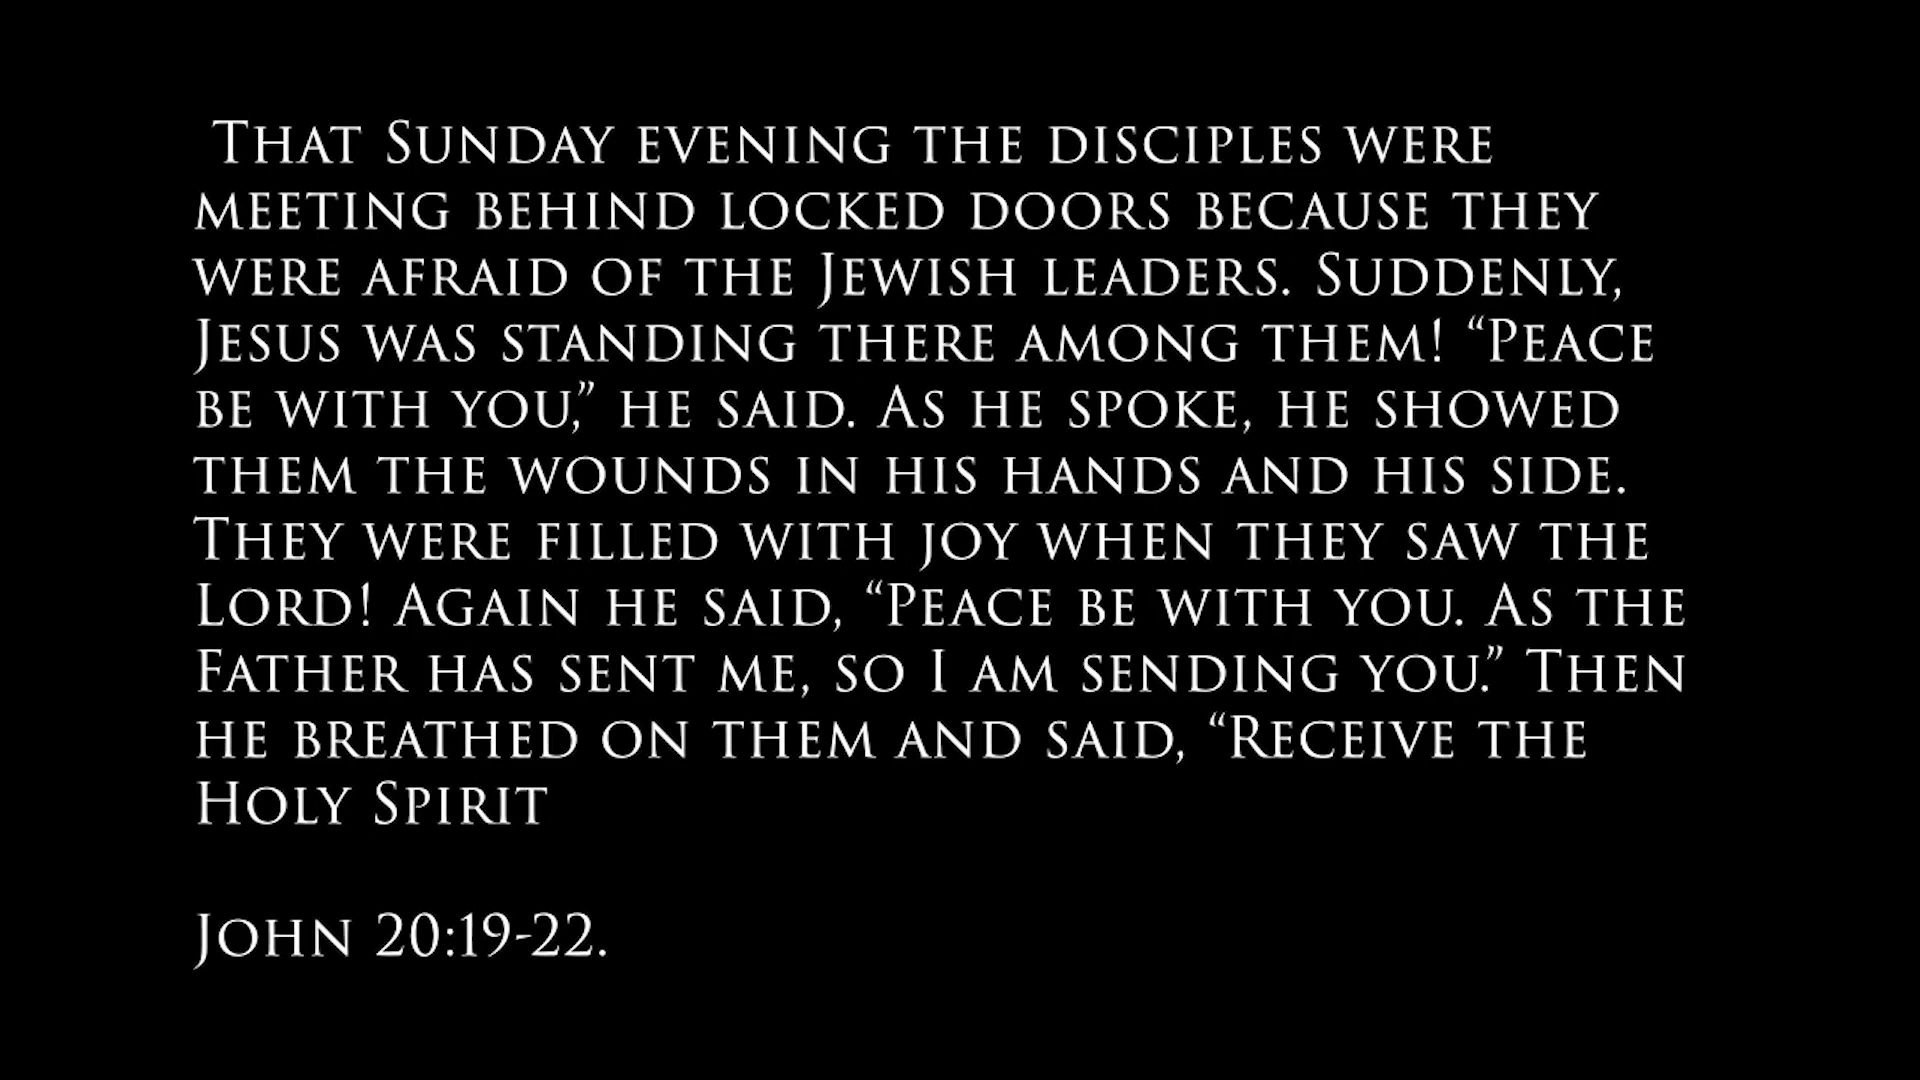 That Sunday evening the disciples were
meeting behind locked doors because they
were afraid of the Jewish leaders. Suddenly,
Jesus was standing there among them! “Peace
be with you,” he said. As he spoke, he showed
them the wounds in his hands and his side.
They were filled with joy when they saw the
Lord! Again he said, “Peace be with you. As the
Father has sent me, so I am sending you.” Then
he breathed on them and said, “Receive the
Holy Spirit
John 20:19-22.